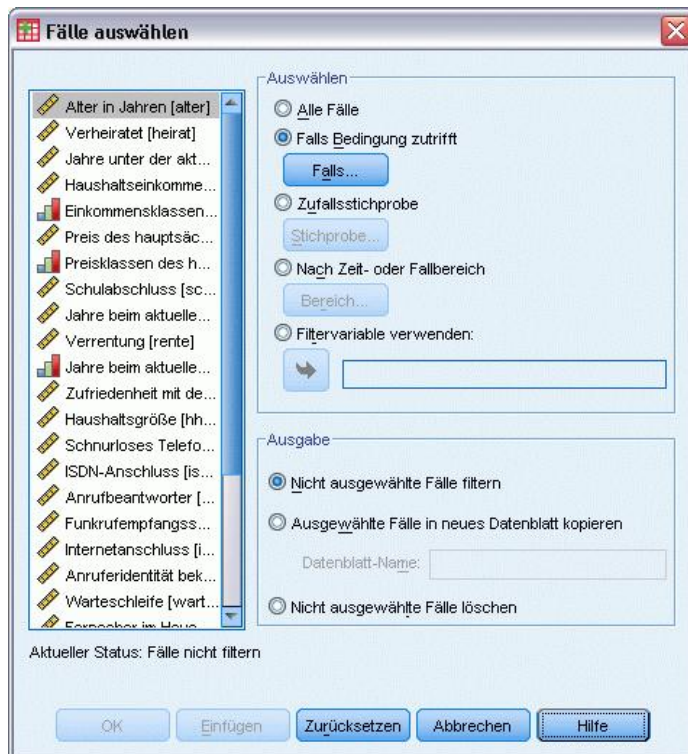 Fälle auswählen
Alter in Jahren [alter]
Verheiratet [heirat]
Jahre unter der akt...
Haushaltseinkomme...
Einkommensklassen...
Preis des hauptsäc...
Preisklassen des h...
Schulabschluss [sc...
Jahre beim aktuelle...
Verrentung [rente]
Jahre beim aktuelle...
Zufriedenheit mit de...
Haushaltsgröße [hh...
Schnurloses Telefo...
ISDN-Anschluss [is...
Anrufbeantworter [...
Funkrufempfangss...
Internetanschluss [i...
Anruferidentität bek...
Warteschleife [wart...
Auswählen
Alle Fälle
Falls Bedingung zutrifft
Falls...
Zufallsstichprobe
Stichprobe...
Nach Zeit- oder Fallbereich
Bereich...
Filtervariable verwenden:
Ausgabe
Nicht ausgewählte Fälle filtern
Ausgewählte Fälle in neues Datenblatt kopieren
Datenblatt-Name:
Nicht ausgewählte Fälle löschen
Aktueller Status: Fälle nicht filtern
OK
Einfügen
Zurücksetzen
Abbrechen
Hilfe